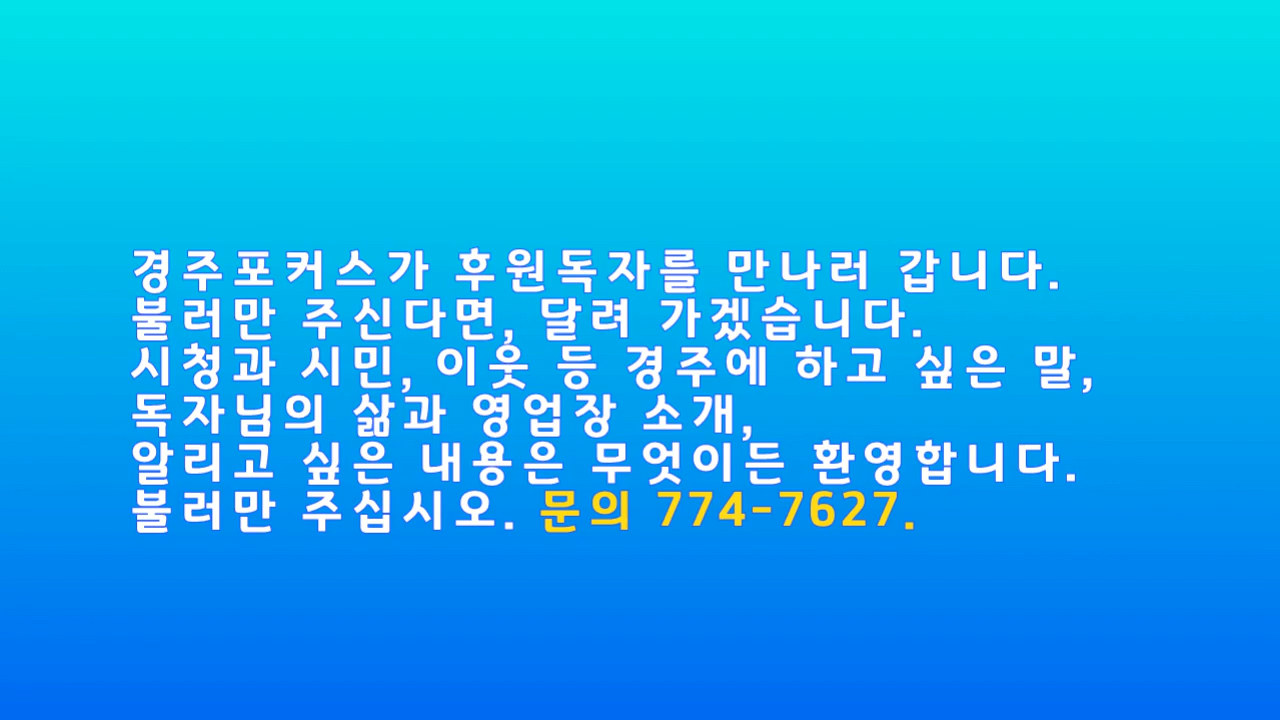 경주포커스가 후원독자를 만나러 갑니다.
불러만 주신다면, 달려 가겠습니다.
시청과 시민, 이웃 등 경주에 하고 싶은 말,
독자님의 삶과 영업장 소개,
알리고 싶은 내용은 무엇이든 환영합니다.
불러만 주십시오. 문의 774-7627.